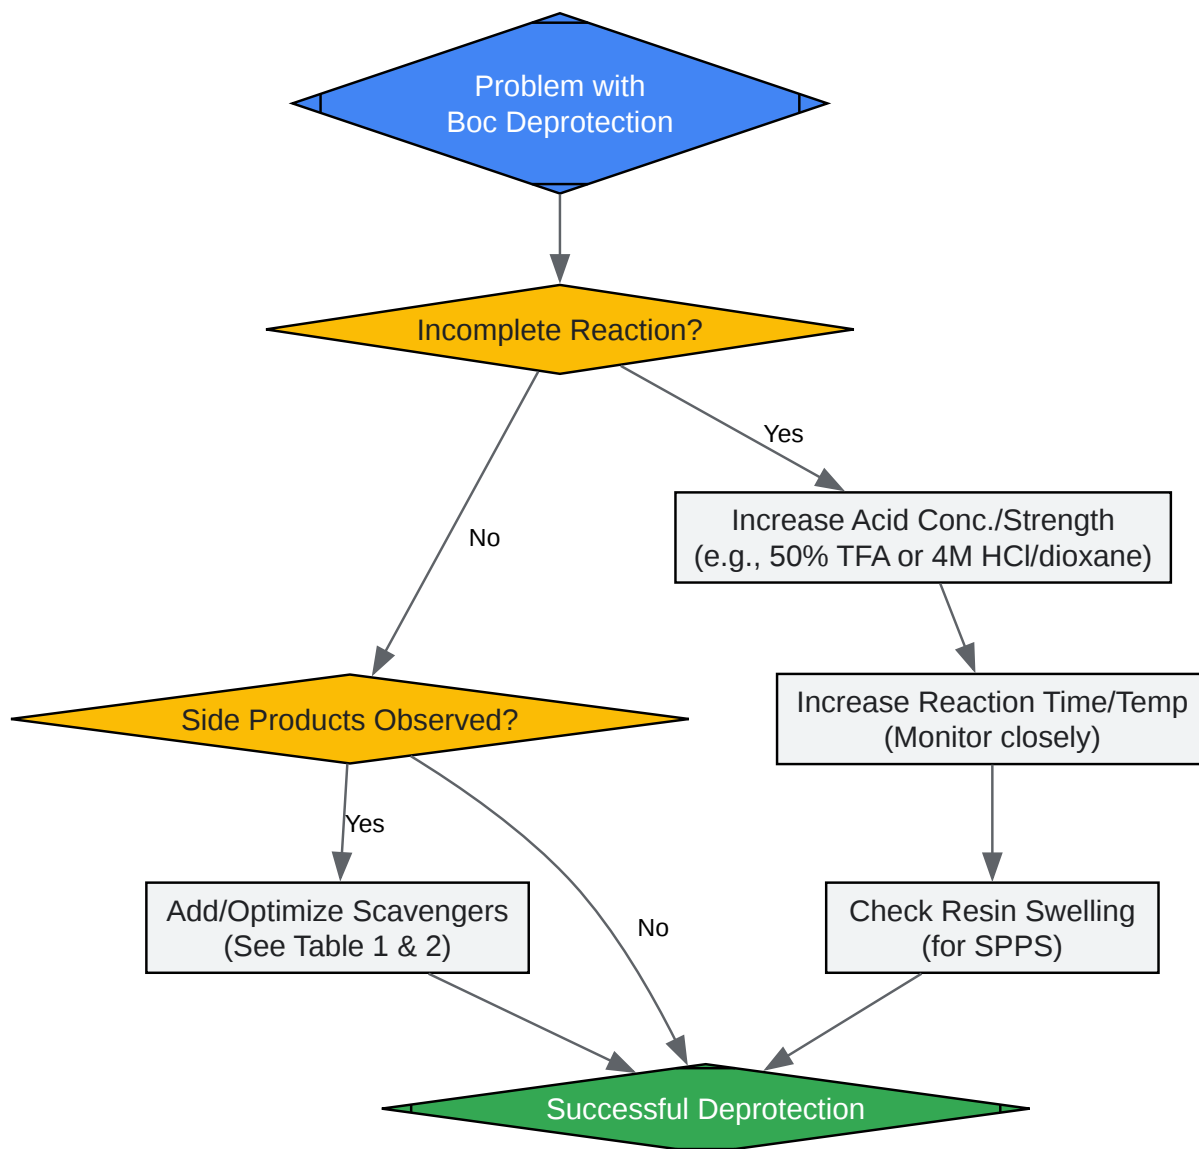 Problem with
Boc Deprotection
Incomplete Reaction?
Yes
Increase Acid Conc./Strength
(e.g., 50% TFA or 4M HCl/dioxane)
No
Increase Reaction Time/Temp
(Monitor closely)
Side Products Observed?
Yes
Add/Optimize Scavengers
(See Table 1 & 2)
No
Check Resin Swelling
(for SPPS)
Successful Deprotection